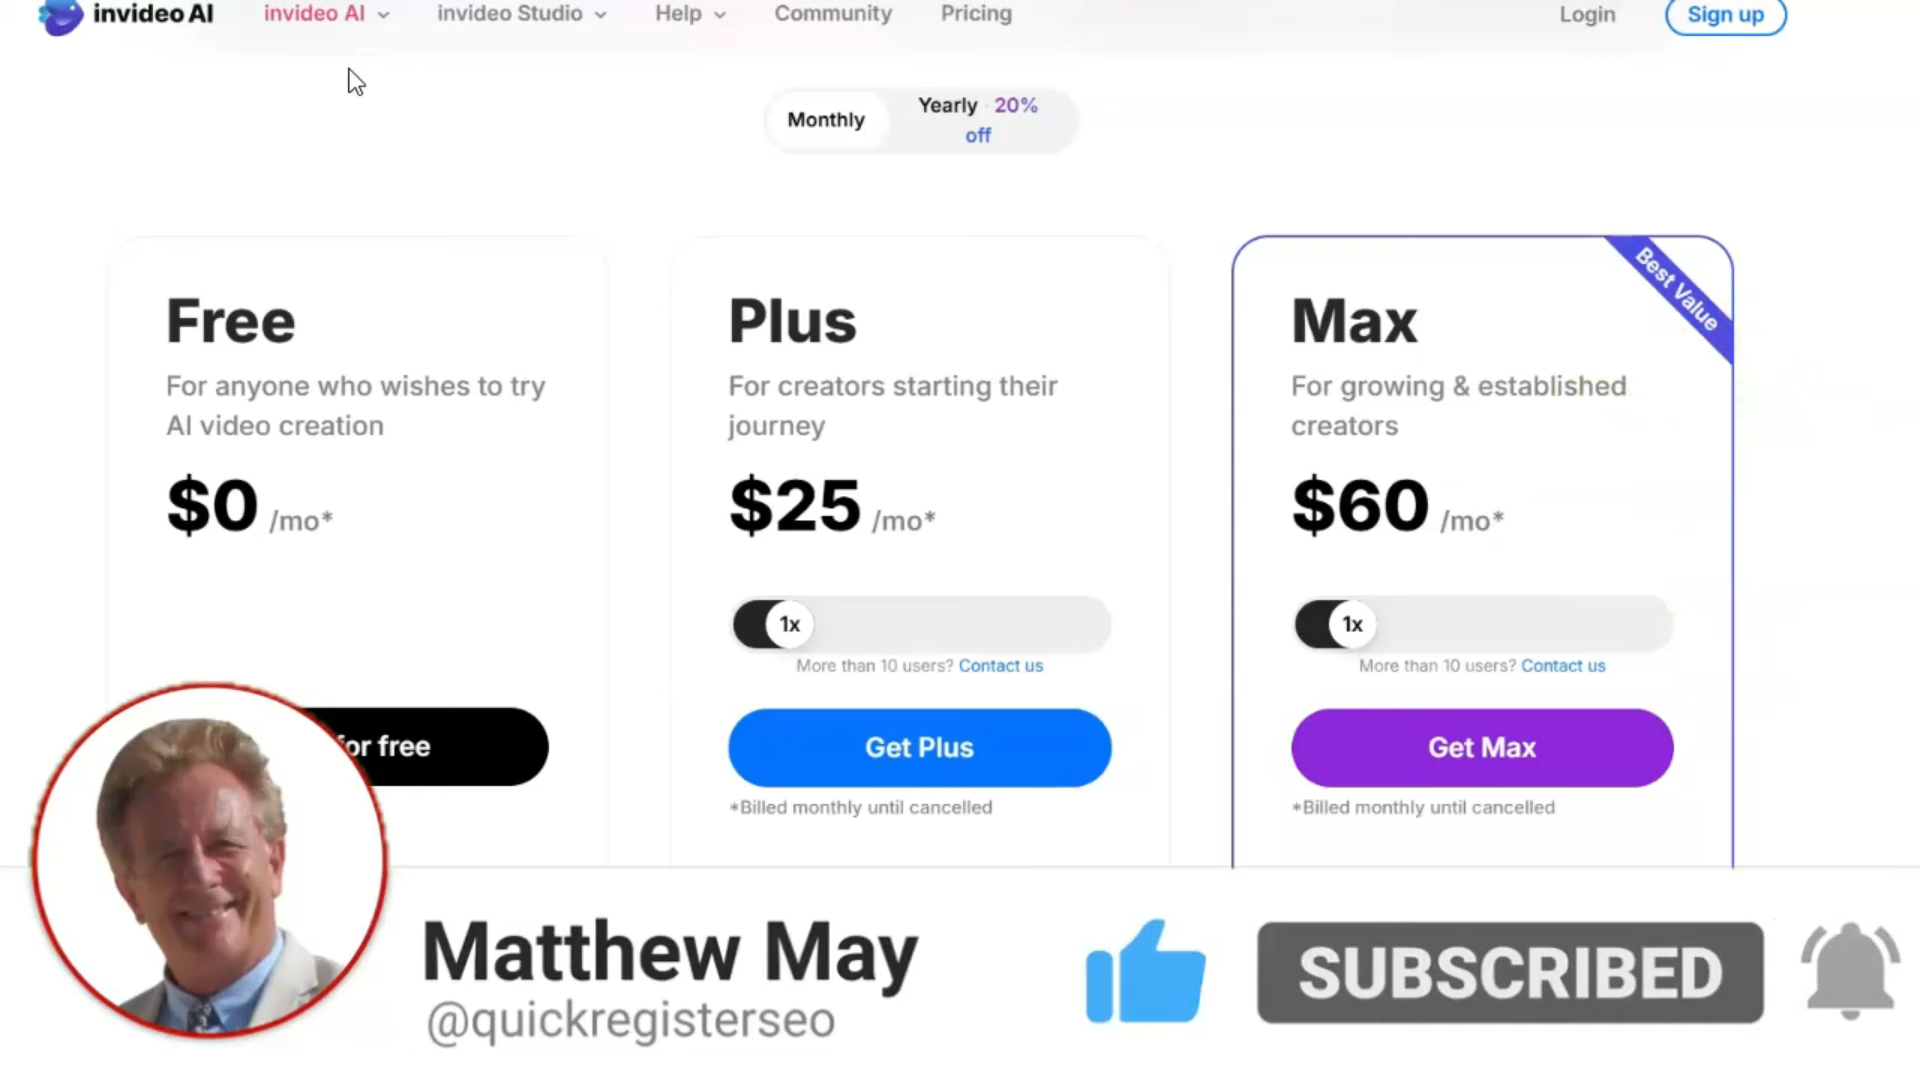 invideo AI
invideo AI
invideo Studio
Help
Community
Pricing
Login
Sign up
Monthly
Yearly · 20%
off
Free
For anyone who wishes to try
AI video creation
$0 /mo*
for free
Plus
For creators starting their
journey
$25 /mo*
1x
More than 10 users? Contact us
Get Plus
*Billed monthly until cancelled
Best Value
Max
For growing & established
creators
$60 /mo*
1x
More than 10 users? Contact us
Get Max
*Billed monthly until cancelled
Matthew May
@quickregisterseo
SUBSCRIBED